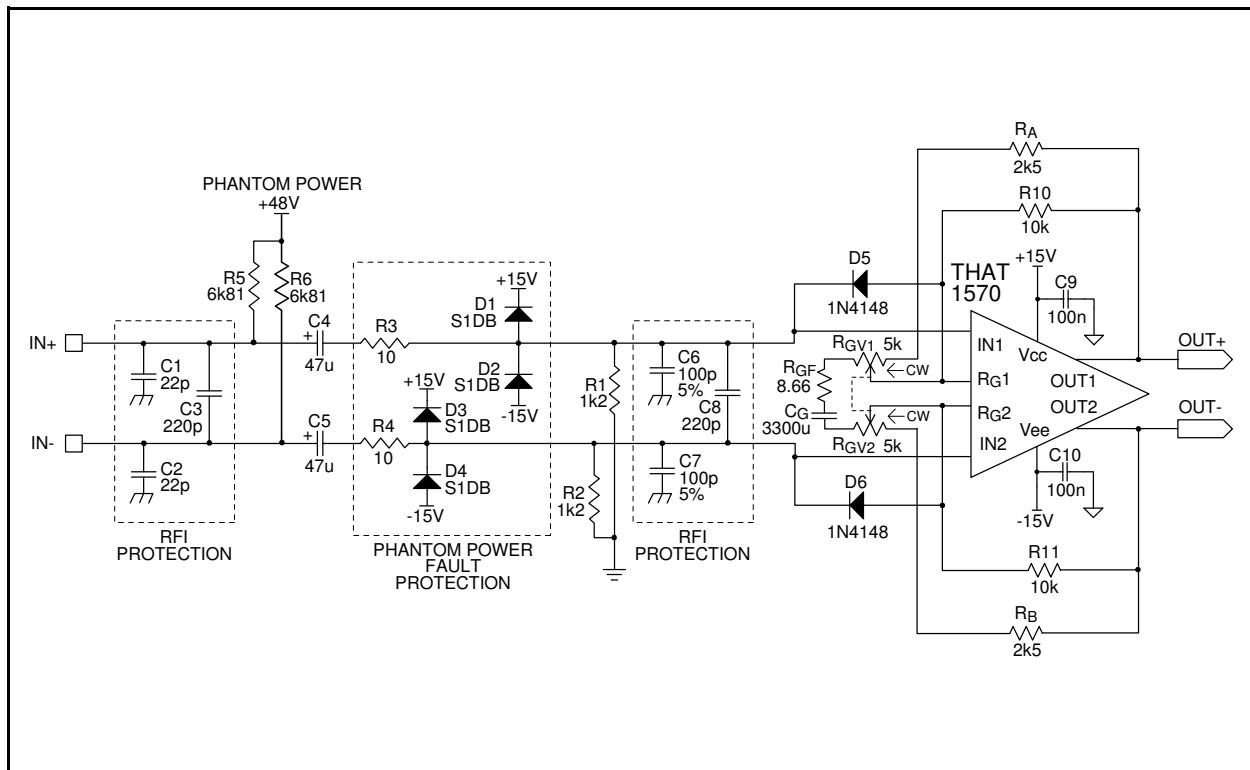 RA
2k5
R10
10k
PHANTOM POWER
+48V
R5
6k81
R6
6k81
D5
1N4148
THAT
1570
+15V
C9
100n
+15V
D1
S1DB
IN+
C4
+
47u
R3
10
RGV1 5k
CW
IN1
Vcc
OUT+
C1
22p
C3
220p
D2
S1DB
-15V
R1
1k2
C6
100p
5%
C8
220p
RGF
8.66
RG1
OUT1
+15V
D3
S1DB
CG
3300u
CW
RG2
OUT2
OUT-
IN-
C5
+
47u
R4
10
RGV2 5k
IN2
Vee
C2
22p
D4
S1DB
-15V
R2
1k2
C7
100p
5%
D6
1N4148
C10
100n
-15V
RFI
PROTECTION
PHANTOM POWER
FAULT
PROTECTION
RFI
PROTECTION
R11
10k
RB
2k5